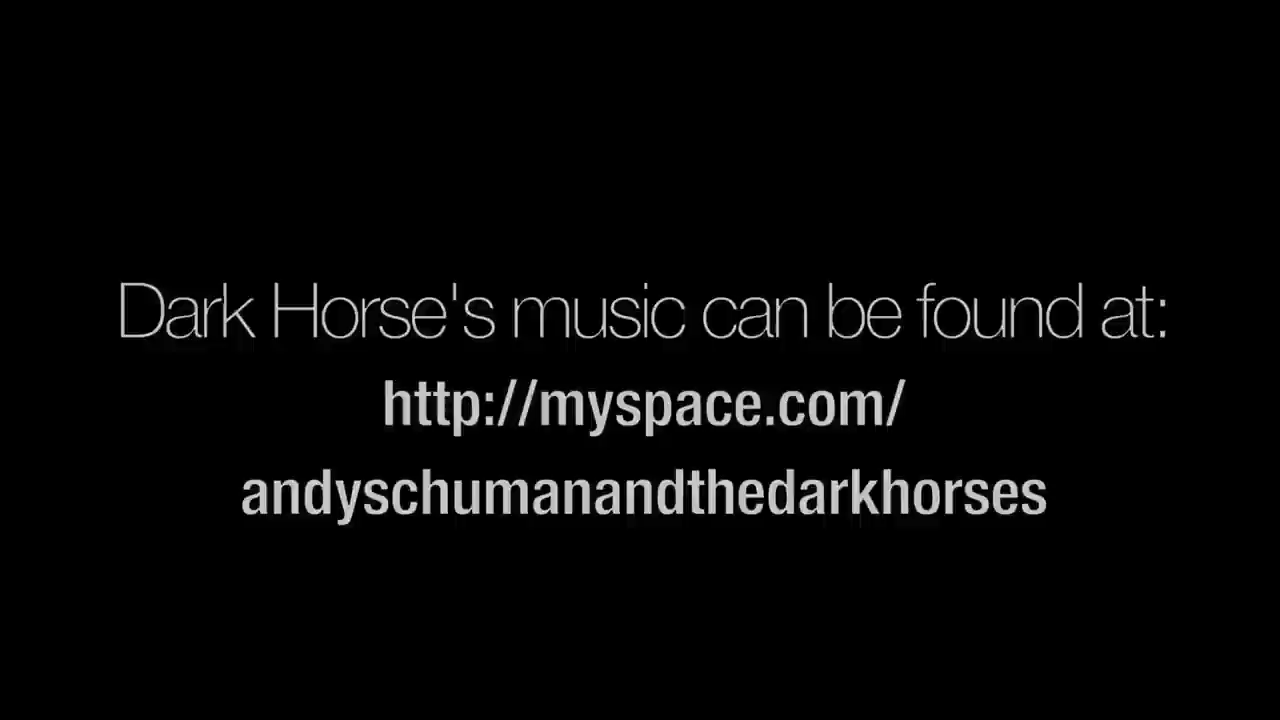 Dark Horse's music can be found at:
http://myspace.com/
andyschumanandthedarkhorses